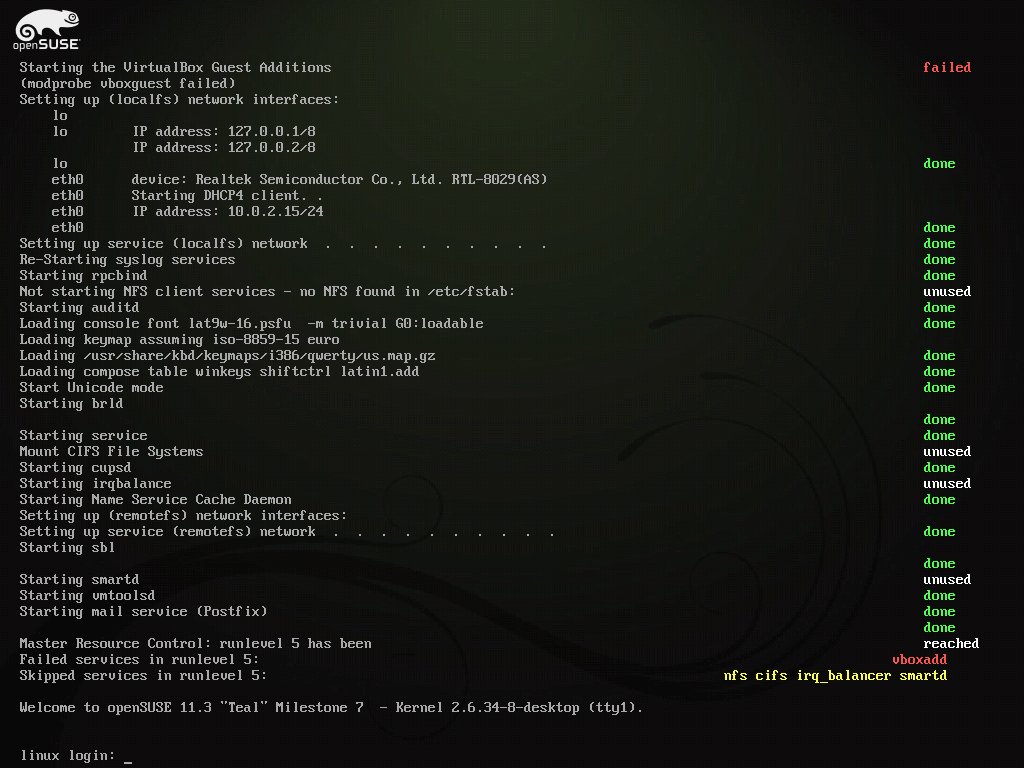 openSUSE
Starting the VirtualBox Guest Additions failed
(modprobe vboxguest failed)
Setting up (localfs) network interfaces:
lo
lo IP address: 127.0.0.1/8
IP address: 127.0.0.2/8
lo done
eth0 device: Realtek Semiconductor Co., Ltd. RTL-8029(AS)
eth0 Starting DHCP4 client. .
eth0 IP address: 10.0.2.15/24
eth0 done
Setting up service (localfs) network . . . . . . . . . . done
Re-Starting syslog services done
Starting rpcbind done
Not starting NFS client services - no NFS found in /etc/fstab: unused
Starting auditd done
Loading console font lat9w-16.psfu -m trivial G0:loadable done
Loading keymap assuming iso-8859-15 euro
Loading /usr/share/kbd/keymaps/i386/qwerty/us.map.gz done
Loading compose table winkeys shiftctrl latin1.add done
Start Unicode mode done
Starting brld
done
Starting service done
Mount CIFS File Systems unused
Starting cupsd done
Starting irqbalance unused
Starting Name Service Cache Daemon done
Setting up (remotefs) network interfaces:
Setting up service (remotefs) network . . . . . . . . . . done
Starting sbl
done
Starting smartd unused
Starting vmtoolsd done
Starting mail service (Postfix) done
done
Master Resource Control: runlevel 5 has been reached
Failed services in runlevel 5: vboxadd
Skipped services in runlevel 5: nfs cifs irq_balancer smartd
Welcome to openSUSE 11.3 "Teal" Milestone 7 - Kernel 2.6.34-8-desktop (tty1).
linux login: _